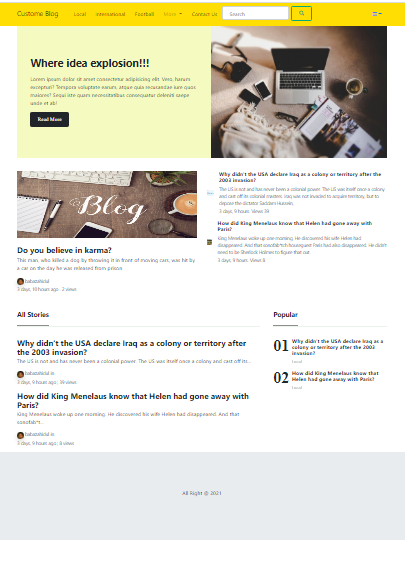 Custome Blog
Local
International
Football
More
Contact Us
Search
Where idea explosion!!!
Lorem ipsum dolor sit amet consectetur adipisicing elit. Vero, harum
excepturi? Tempora voluptate earum, atque quia recusandae iure quos
maiores? Sequi iste quam necessitatibus consequatur deleniti saepe
unde et ab!
Read More
Blog
Do you believe in karma?
This man, who killed a dog by throwing it in front of moving cars, was hit by
a car on the day he was released from prison
babazahidul
3 days, 10 hours ago . 2 views
Why didn't the USA declare Iraq as a colony or territory after the
2003 invasion?
The US is not and has never been a colonial power. The US was itself once a colony
and cast off its colonial masters. Iraq was not invaded to acquire territory, but to
depose the dictator Saddam Hussein.
3 days, 9 hours . Views 39
How did King Menelaus know that Helen had gone away with
Paris?
King Menelaus woke up one morning. He discovered his wife Helen had
disappeared. And that sonofab*tch houseguest Paris had also disappeared. He didn't
need to be Sherlock Holmes to figure that out.
3 days, 9 hours . Views 8
All Stories
Why didn't the USA declare Iraq as a colony or territory after
the 2003 invasion?
The US is not and has never been a colonial power. The US was itself once a colony and cast off its..
babazahidul in
3 days, 9 hours ago . 39 views
How did King Menelaus know that Helen had gone away with
Paris?
King Menelaus woke up one morning. He discovered his wife Helen had disappeared. And that
sonofab*t..
babazahidul in
3 days, 9 hours ago . 8 views
Popular
01
Why didn't the USA declare Iraq as a
colony or territory after the 2003
invasion?
Local
02
How did King Menelaus know that
Helen had gone away with Paris?
Local
All Right @ 2021